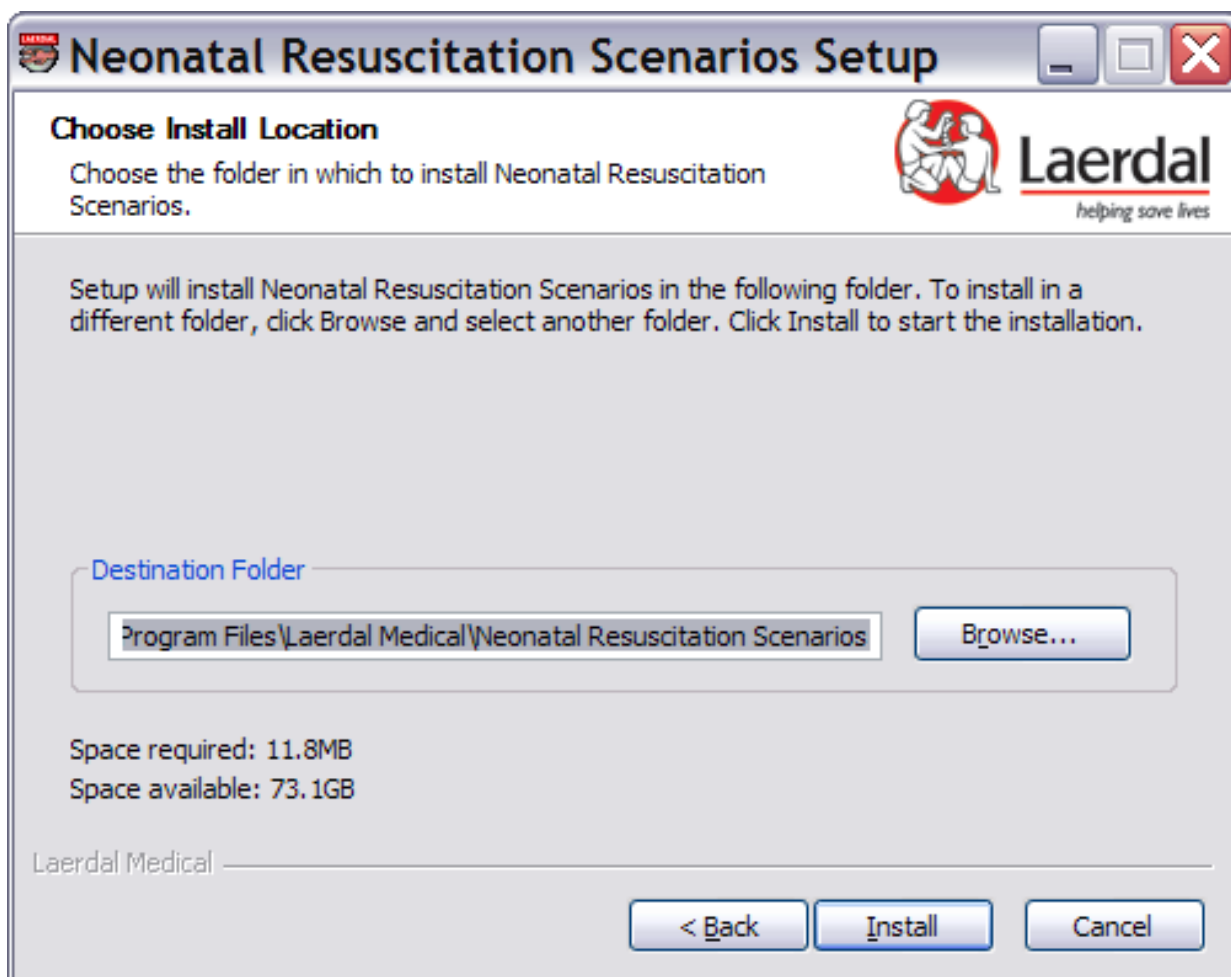 Neonatal Resuscitation Scenarios Setup
Choose Install Location
Choose the folder in which to install Neonatal Resuscitation
Scenarios.
Laerdal
helping save lives
Setup will install Neonatal Resuscitation Scenarios in the following folder. To install in a
different folder, click Browse and select another folder. Click Install to start the installation.
Destination Folder
Program Files\Laerdal Medical\Neonatal Resuscitation Scenarios
Browse...
Space required: 11.8MB
Space available: 73.1GB
Laerdal Medical
< Back
Install
Cancel